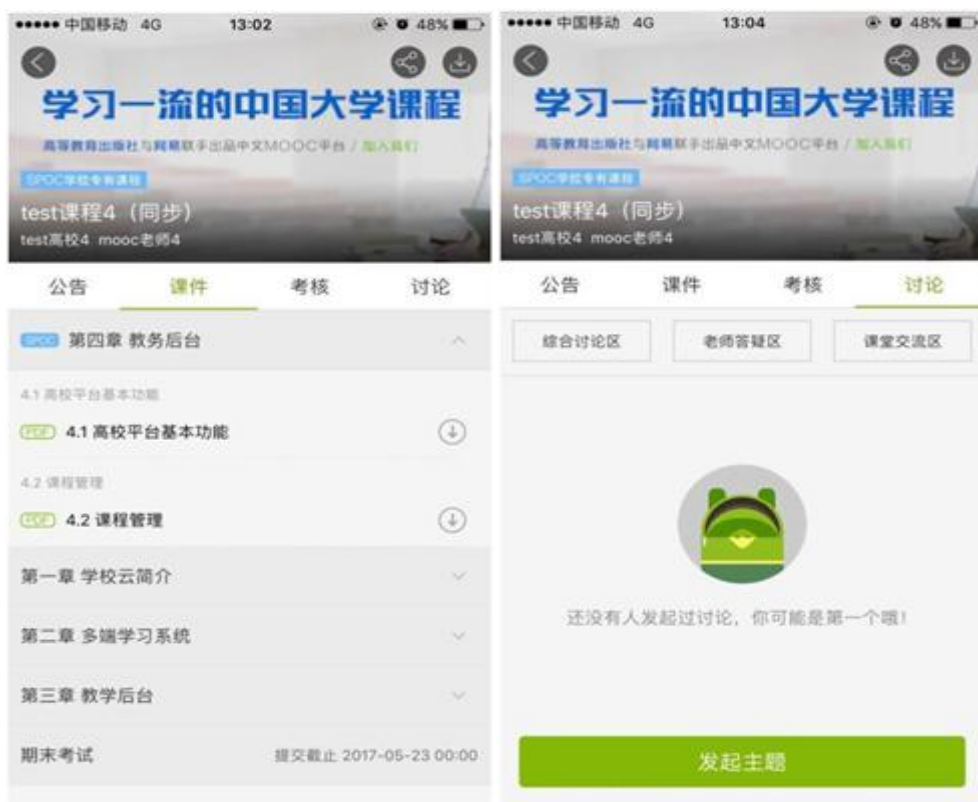 中国移动 4G 13:02 48%
学习一流的中国大学课程
高等教育出版社与网易联手出品中文MOOC平台 / 加入我们
SPOC学校专有课程
test课程4（同步）
test高校4 mooc老师4
公告 课件 考核 讨论
SPOC 第四章 教务后台
4.1 高校平台基本功能
PDF 4.1 高校平台基本功能
4.2 课程管理
PDF 4.2 课程管理
第一章 学校云简介
第二章 多端学习系统
第三章 教学后台
期末考试 提交截止 2017-05-23 00:00
中国移动 4G 13:04 48%
学习一流的中国大学课程
高等教育出版社与网易联手出品中文MOOC平台 / 加入我们
SPOC学校专有课程
test课程4（同步）
test高校4 mooc老师4
公告 课件 考核 讨论
综合讨论区 老师答疑区 课堂交流区
还没有人发起过讨论，你可能是第一个哦！
发起主题